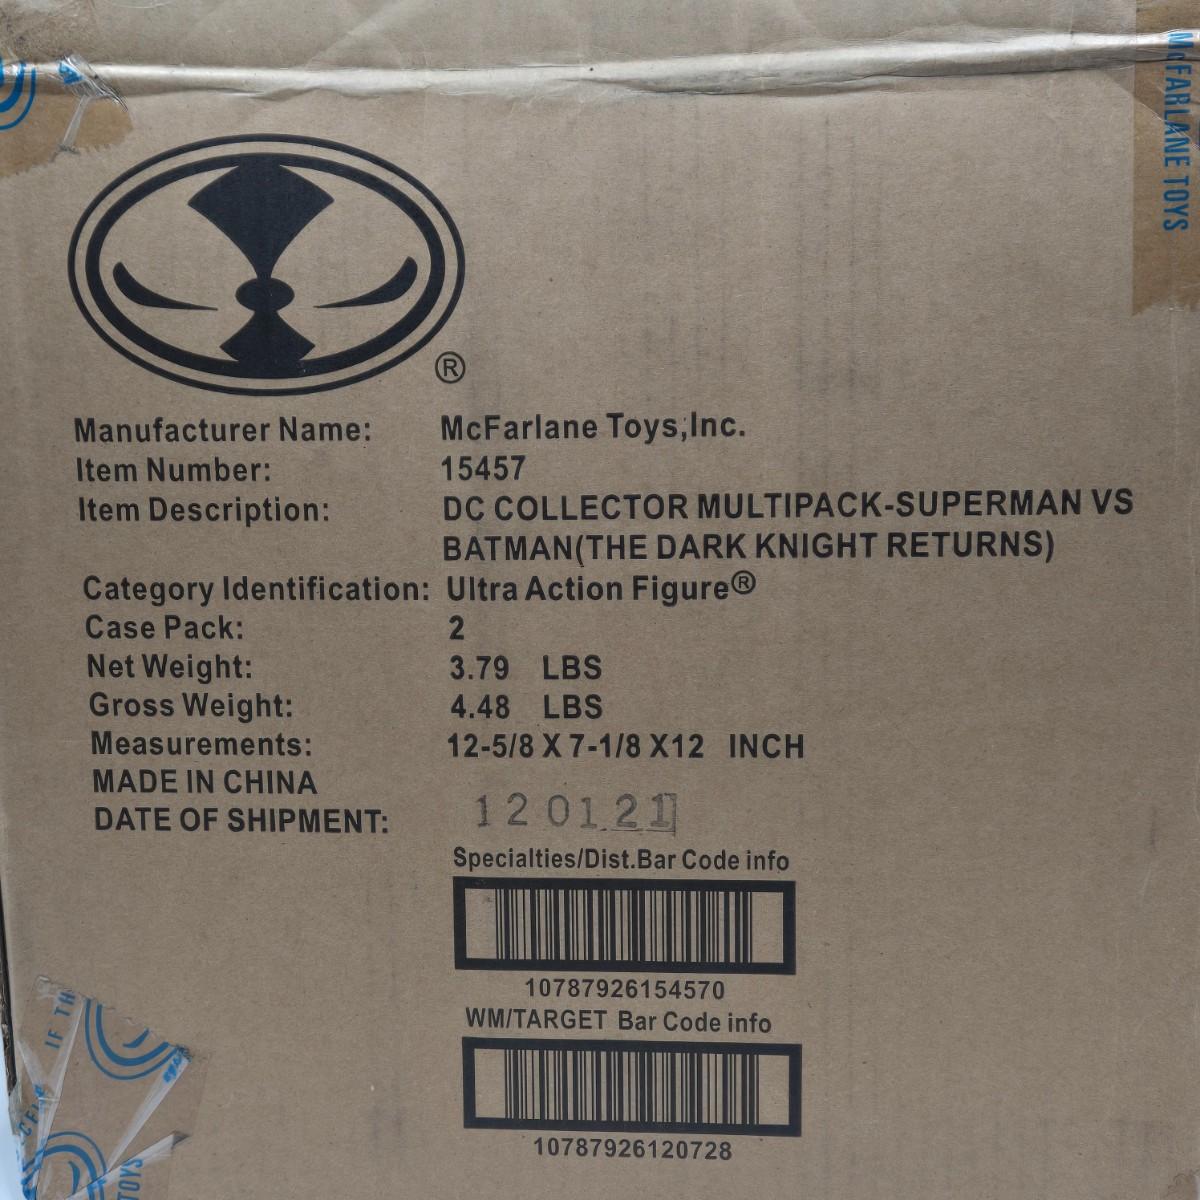 McFARLANE TOYS
®
Manufacturer Name: McFarlane Toys,Inc.
Item Number: 15457
Item Description: DC COLLECTOR MULTIPACK-SUPERMAN VS
BATMAN(THE DARK KNIGHT RETURNS)
Category Identification: Ultra Action Figure®
Case Pack: 2
Net Weight: 3.79 LBS
Gross Weight: 4.48 LBS
Measurements: 12-5/8 X 7-1/8 X12 INCH
MADE IN CHINA
DATE OF SHIPMENT: 120121
Specialties/Dist.Bar Code info
10787926154570
WM/TARGET Bar Code info
10787926120728
IF TH
TOYS